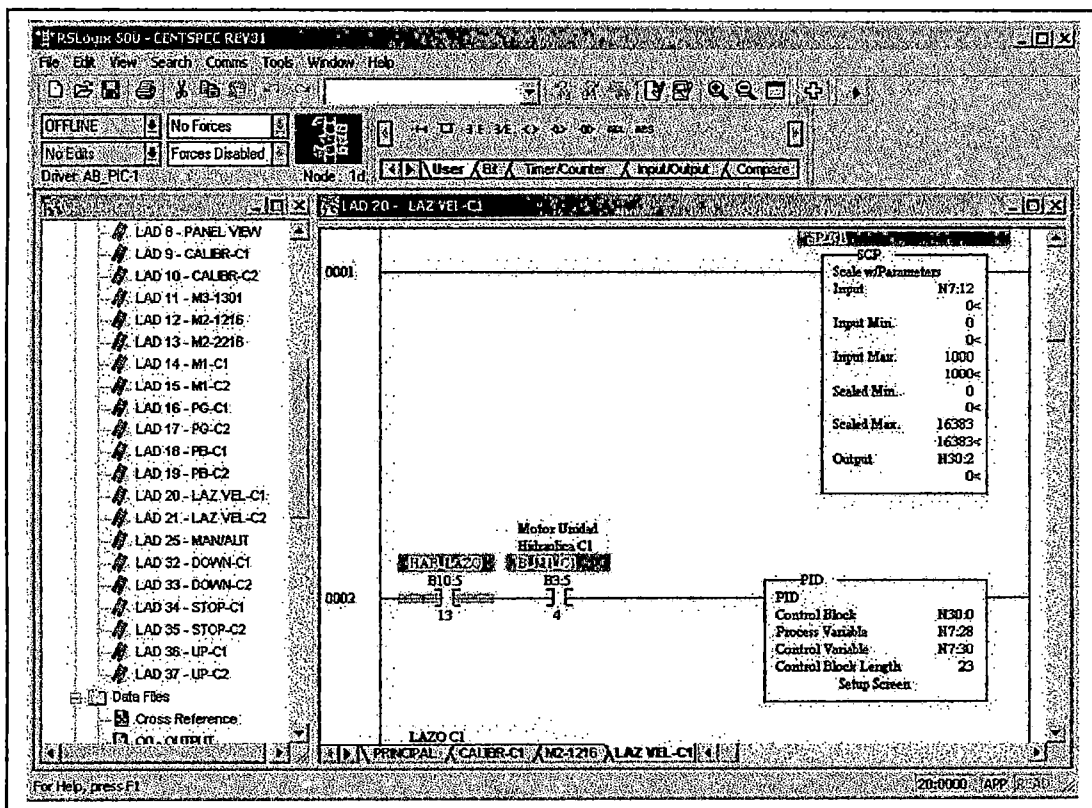 RSLogix 500 - CENTSPEC REV31
File Edit View Search Comms Tools Window Help
OFFLINE No Forces
No Edits Forces Disabled
Driver: AB_PIC-1 Node: 1d
User Bit Timer/Counter Input/Output Compare
LAD 20 - LAZ VEL-C1
LAD 8 - PANEL VIEW
LAD 9 - CALIBR-C1
LAD 10 - CALIBR-C2
LAD 11 - M3-1301
LAD 12 - M2-1216
LAD 13 - M2-2216
LAD 14 - M1-C1
LAD 15 - M1-C2
LAD 16 - PG-C1
LAD 17 - PG-C2
LAD 18 - PB-C1
LAD 19 - PB-C2
LAD 20 - LAZ VEL-C1
LAD 21 - LAZ VEL-C2
LAD 25 - MAN/AUT
LAD 32 - DOWN-C1
LAD 33 - DOWN-C2
LAD 34 - STOP-C1
LAD 35 - STOP-C2
LAD 36 - UP-C1
LAD 37 - UP-C2
Data Files
Cross Reference
O0 - OUTPUT
0001
SCP
Scale w/Parameters
Input N7:12
0<
Input Min. 0
0<
Input Max. 1000
1000<
Scaled Min. 0
0<
Scaled Max. 16383
16383<
Output N30:2
0<
Motor Unidad
Hidraulica C1
B10:5 B3:5
0002
13 4
PID
PID
Control Block N30:0
Process Variable N7:28
Control Variable N7:30
Control Block Length 23
Setup Screen
LAZO C1
PRINCIPAL CALIBR-C1 M2-1216 LAZ VEL-C1
For Help, press F1 20:0000 APP READ